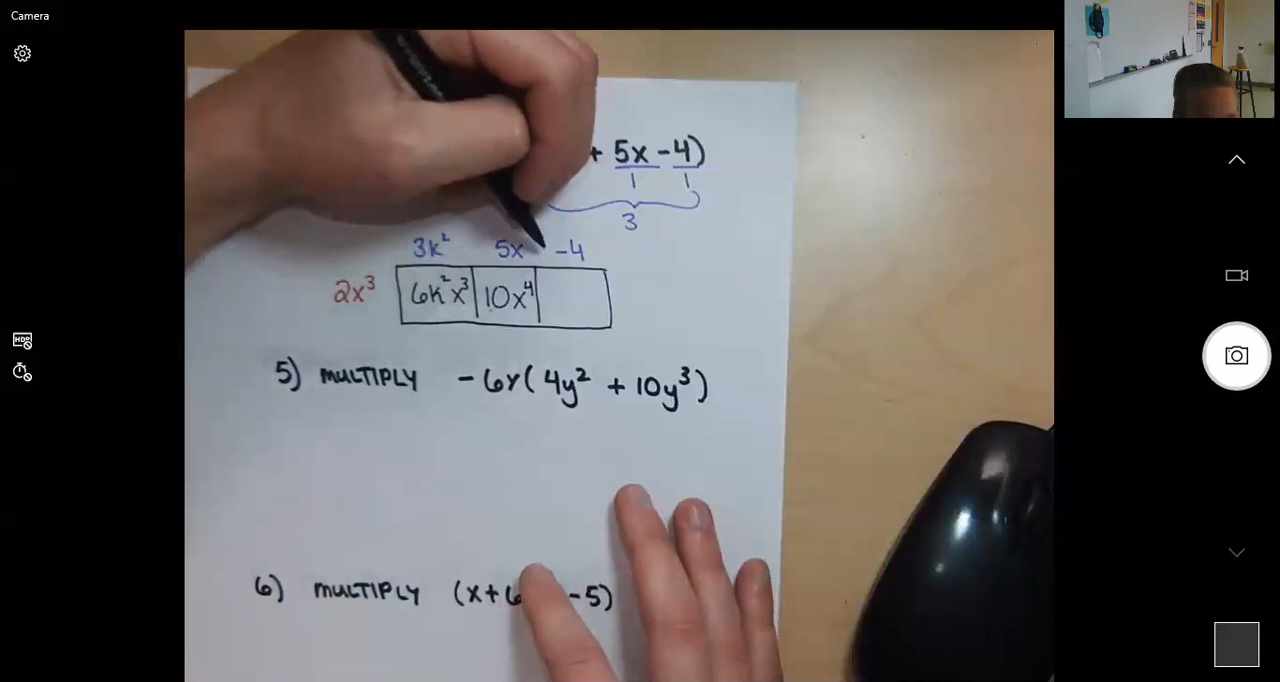 Camera
+ 5x - 4)
1 1
3
3k² 5x -4
2x³ 6k²x³ 10x⁴
5) MULTIPLY -6y( 4y² + 10y³)
6) MULTIPLY (x+6 -5)